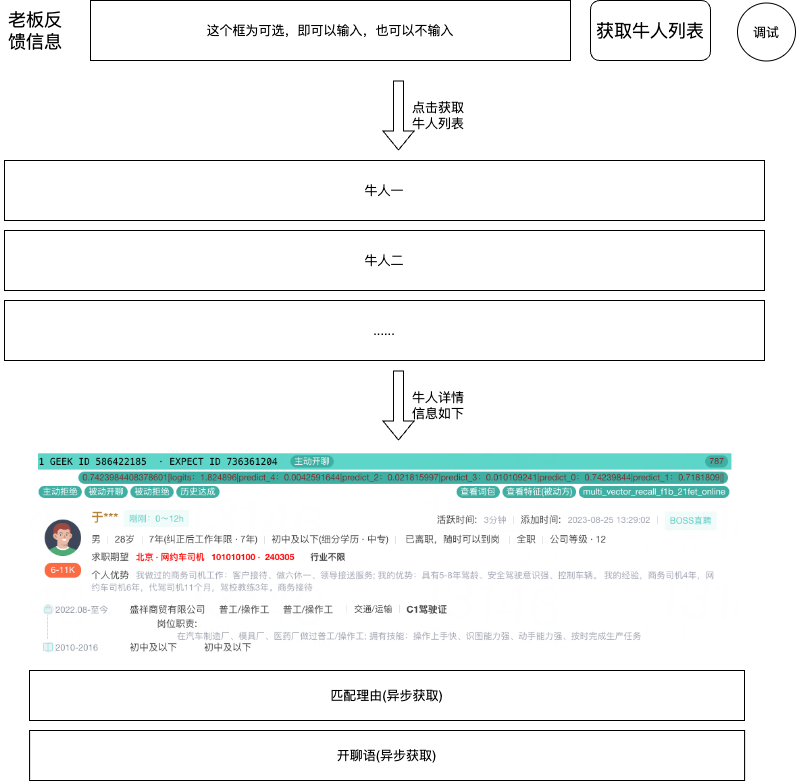 老板反
馈信息
这个框为可选，即可以输入，也可以不输入
获取牛人列表
调试
点击获取
牛人列表
牛人一
牛人二
......
牛人详情
信息如下
1 GEEK ID 586422185 · EXPECT ID 736361204 主动开聊 787
0.7423984408378601|logits: 1.824896|predict_4: 0.0042591644|predict_2: 0.021815997|predict_3: 0.010109241|predict_0: 0.74239844|predict_1: 0.7181809||
主动拒绝 被动开聊 被动拒绝 历史达成 查看词包 查看特征(被动方) multi_vector_recall_f1b_21fet_online
于*** 刚刚：0～12h 活跃时间：3分钟 添加时间：2023-08-25 13:29:02 BOSS直聘
男 28岁 7年(纠正后工作年限 · 7年) 初中及以下(细分学历 · 中专) 已离职，随时可以到岗 全职 公司等级 · 12
求职期望 北京 · 网约车司机 101010100 · 240305 行业不限
6-11K
个人优势 我做过的商务司机工作：客户接待、做六休一、领导接送服务; 我的优势：具有5-8年驾龄，安全驾驶意识强，控制车辆。 我的经验，商务司机4年，网
约车司机6年，代驾司机11个月，驾校教练3年，商务接待
2022.08-至今 盛祥商贸有限公司 普工/操作工 普工/操作工 交通/运输 C1驾驶证
岗位职责:
在汽车制造厂、模具厂、医药厂做过普工/操作工; 拥有技能：操作上手快、识图能力强、动手能力强、按时完成生产任务
2010-2016 初中及以下 初中及以下
匹配理由(异步获取)
开聊语(异步获取)